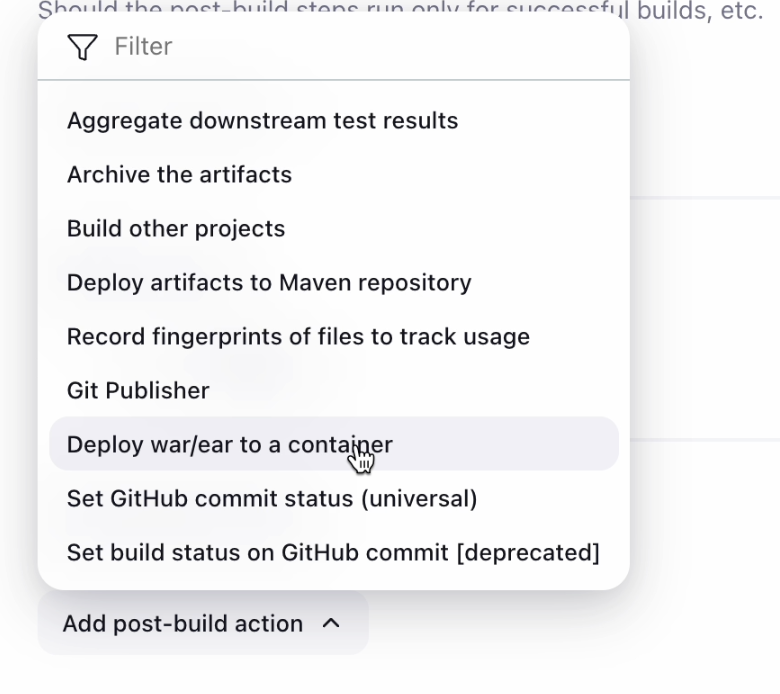 Should the post-build steps run only for successful builds, etc.
Filter
Aggregate downstream test results
Archive the artifacts
Build other projects
Deploy artifacts to Maven repository
Record fingerprints of files to track usage
Git Publisher
Deploy war/ear to a container
Set GitHub commit status (universal)
Set build status on GitHub commit [deprecated]
Add post-build action